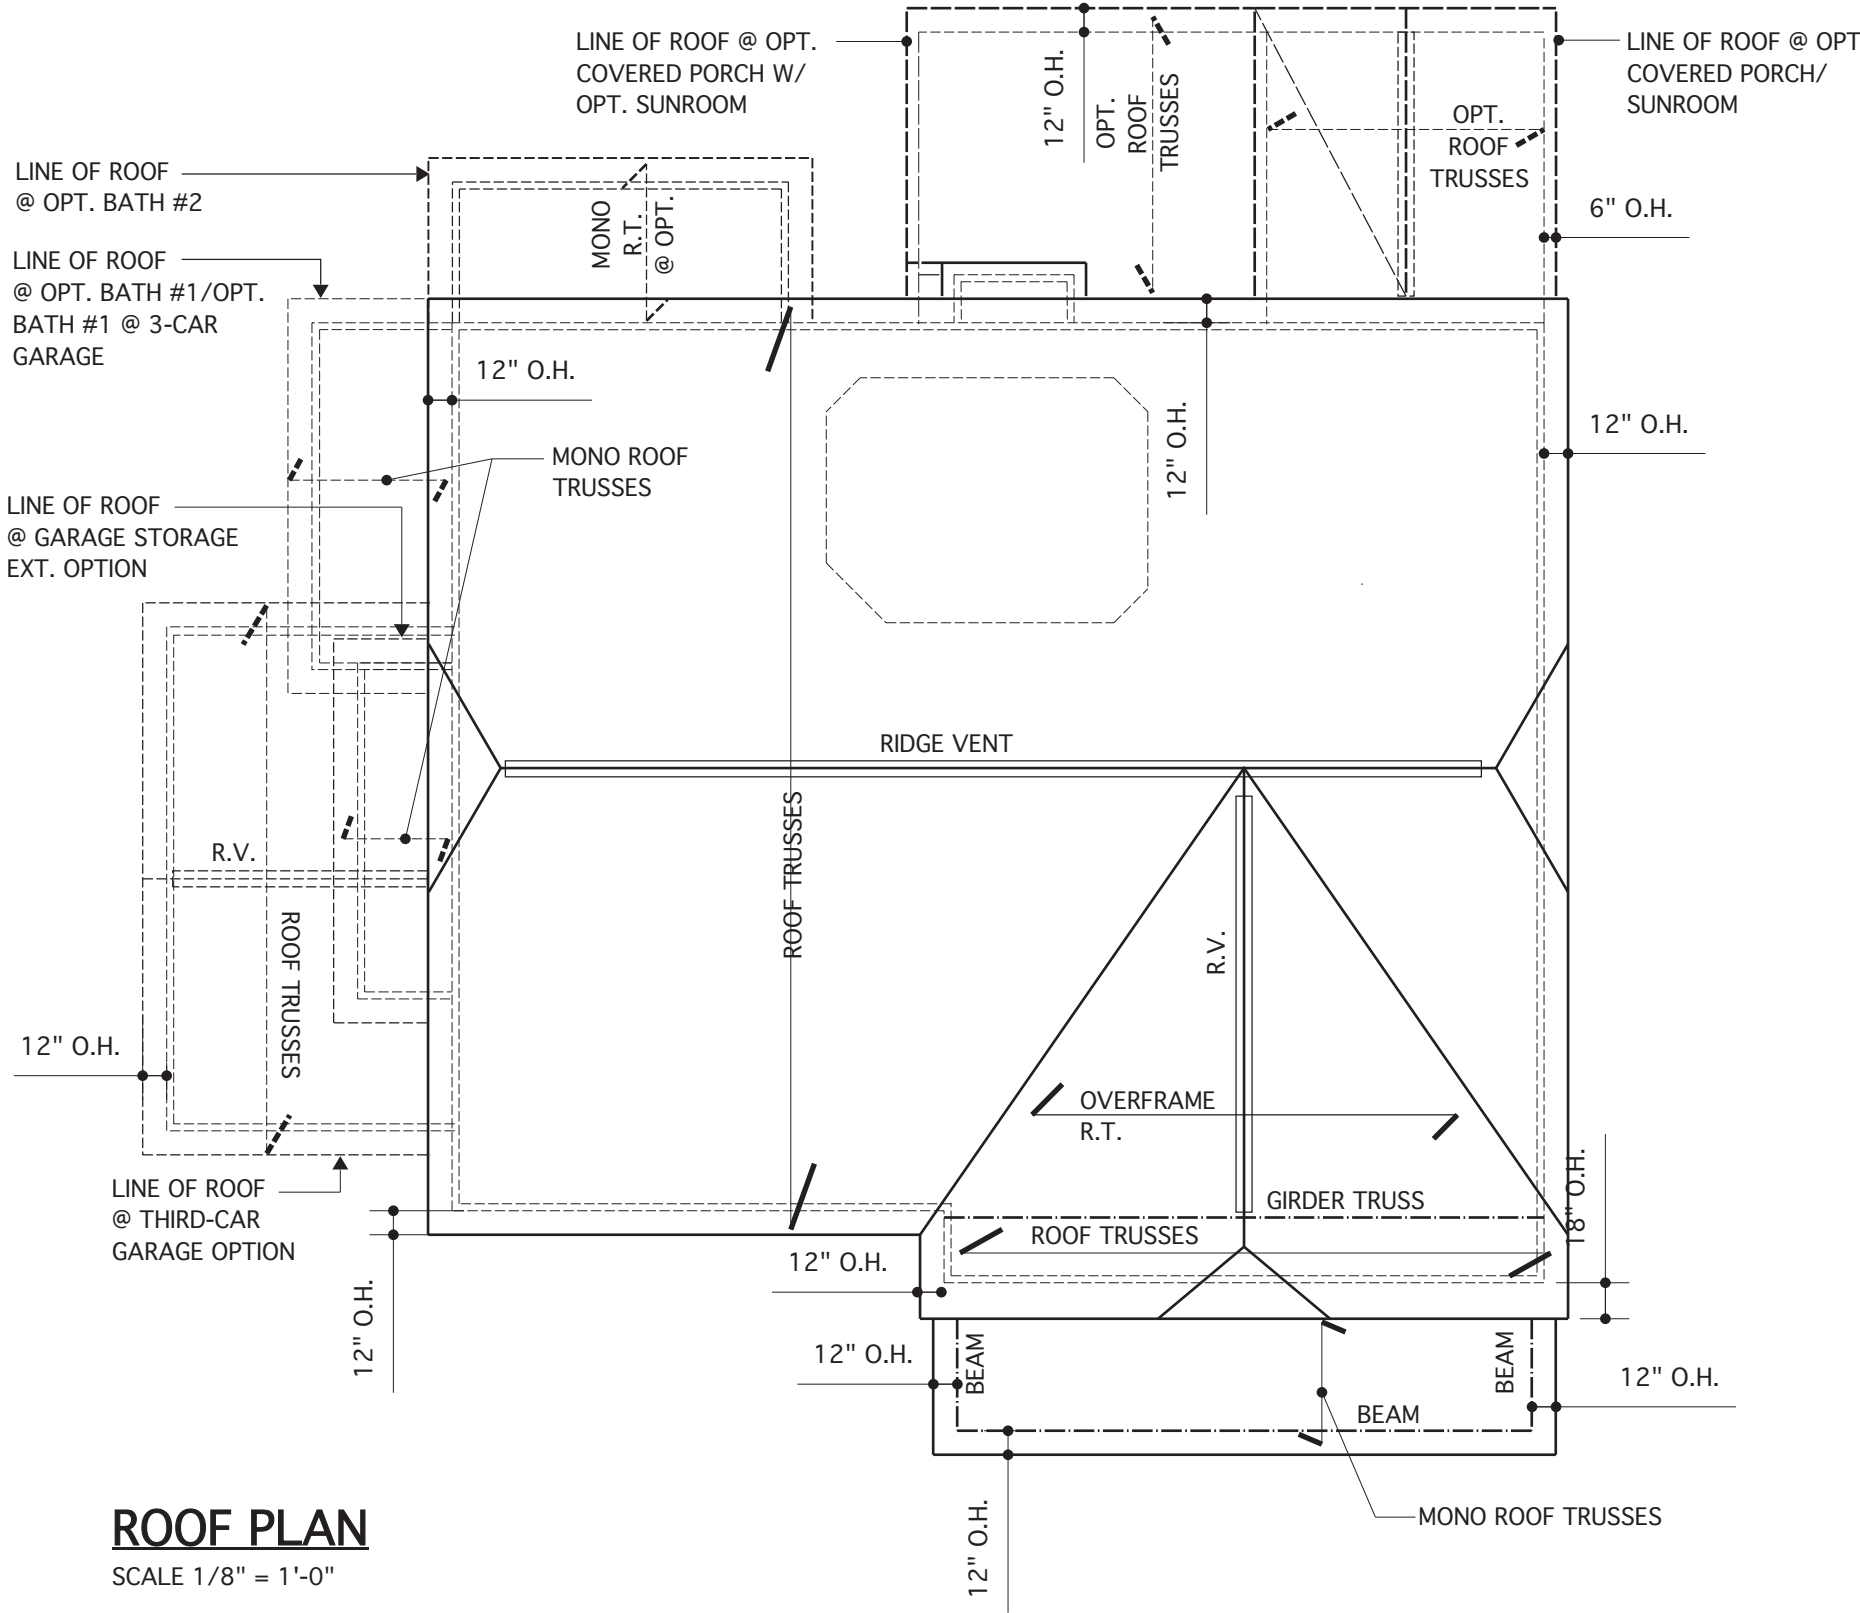 LINE OF ROOF @ OPT.
COVERED PORCH W/
OPT. SUNROOM
12" O.H.
OPT.
ROOF
TRUSSES
OPT.
ROOF
TRUSSES
LINE OF ROOF @ OPT
COVERED PORCH/
SUNROOM
6" O.H.
LINE OF ROOF
@ OPT. BATH #2
MONO
R.T.
@ OPT.
LINE OF ROOF
@ OPT. BATH #1/OPT.
BATH #1 @ 3-CAR
GARAGE
12" O.H.
12" O.H.
12" O.H.
MONO ROOF
TRUSSES
LINE OF ROOF
@ GARAGE STORAGE
EXT. OPTION
RIDGE VENT
ROOF TRUSSES
R.V.
ROOF TRUSSES
R.V.
12" O.H.
OVERFRAME
R.T.
18" O.H.
GIRDER TRUSS
ROOF TRUSSES
LINE OF ROOF
@ THIRD-CAR
GARAGE OPTION
12" O.H.
12" O.H.
12" O.H.
BEAM
BEAM
BEAM
12" O.H.
12" O.H.
MONO ROOF TRUSSES
ROOF PLAN
SCALE 1/8" = 1'-0"